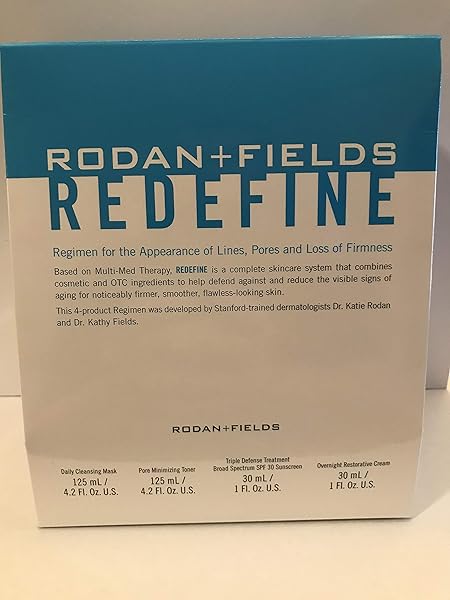 RODAN+FIELDS
REDEFINE
Regimen for the Appearance of Lines, Pores and Loss of Firmness
Based on Multi-Med Therapy, REDEFINE is a complete skincare system that combines
cosmetic and OTC ingredients to help defend against and reduce the visible signs of
aging for noticeably firmer, smoother, flawless-looking skin.
This 4-product Regimen was developed by Stanford-trained dermatologists Dr. Katie Rodan
and Dr. Kathy Fields.
RODAN+FIELDS
Daily Cleansing Mask
125 mL /
4.2 Fl. Oz. U.S.
Pore Minimizing Toner
125 mL /
4.2 Fl. Oz. U.S.
Triple Defense Treatment
Broad Spectrum SPF 30 Sunscreen
30 mL /
1 Fl. Oz. U.S.
Overnight Restorative Cream
30 mL /
1 Fl. Oz. U.S.